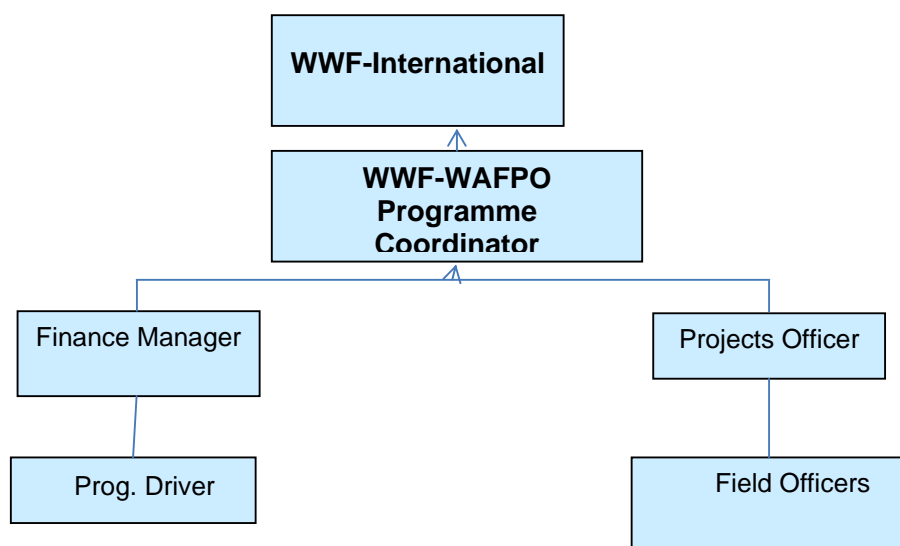 WWF-International
WWF-WAFPO
Programme
Coordinator
Finance Manager
Projects Officer
Prog. Driver
Field Officers